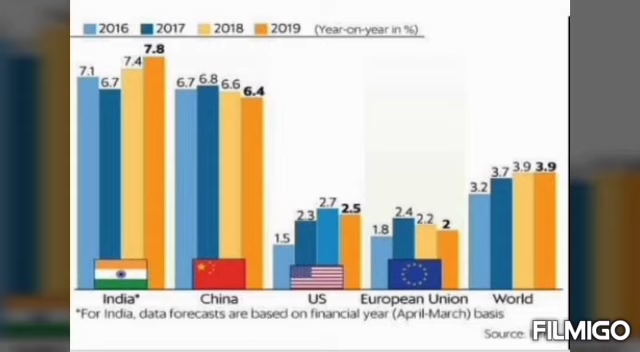 2016 2017 2018 2019 (Year-on-year in %)
7.1 6.7 7.4 7.8
6.7 6.8 6.6 6.4
1.5 2.3 2.7 2.5
1.8 2.4 2.2 2
3.2 3.7 3.9 3.9
India* China US European Union World
*For India, data forecasts are based on financial year (April-March) basis
Source:
FILMIGO